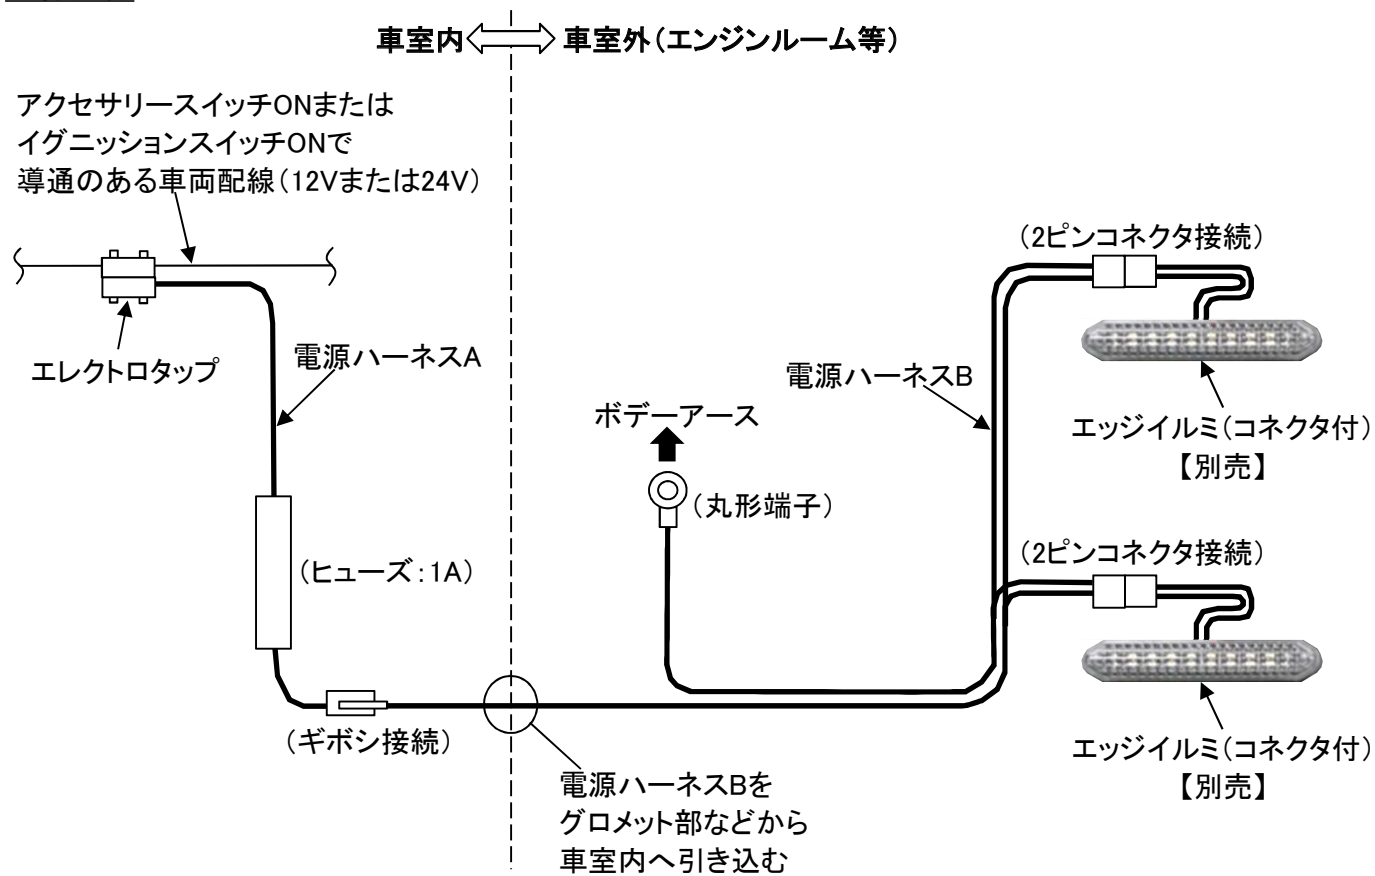 車室内
車室外(エンジンルーム等)
アクセサリースイッチONまたは
イグニッションスイッチONで
導通のある車両配線(12Vまたは24V)
エレクトロタップ
電源ハーネスA
(ヒューズ:1A)
(ギボシ接続)
ボデーアース
(丸形端子)
電源ハーネスB
(2ピンコネクタ接続)
エッジイルミ(コネクタ付)
【別売】
(2ピンコネクタ接続)
エッジイルミ(コネクタ付)
【別売】
電源ハーネスBを
グロメット部などから
車室内へ引き込む